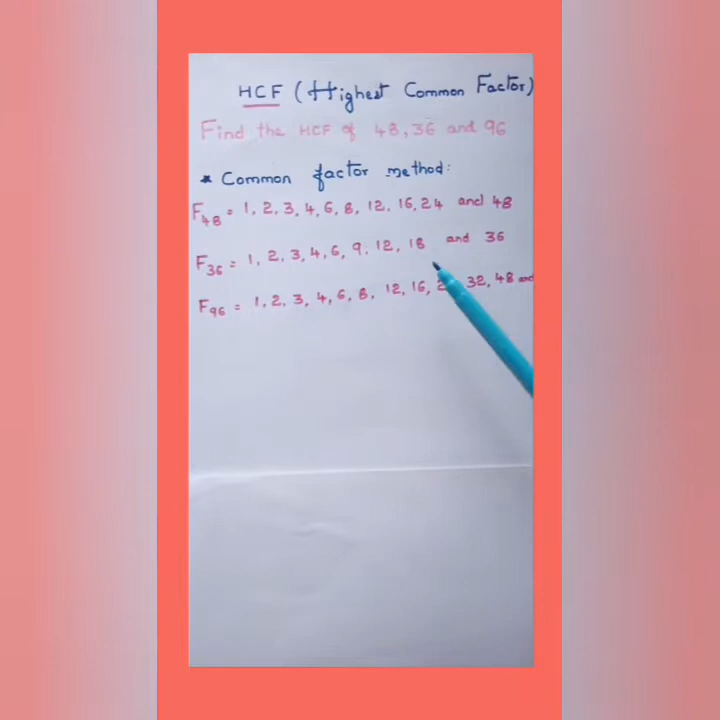 HCF (Highest Common Factor)
Find the HCF of 48, 36 and 96
* Common factor method:
F48 = 1, 2, 3, 4, 6, 8, 12, 16, 24 and 48
F36 = 1, 2, 3, 4, 6, 9, 12, 18 and 36
F96 = 1, 2, 3, 4, 6, 8, 12, 16, 32, 48 and